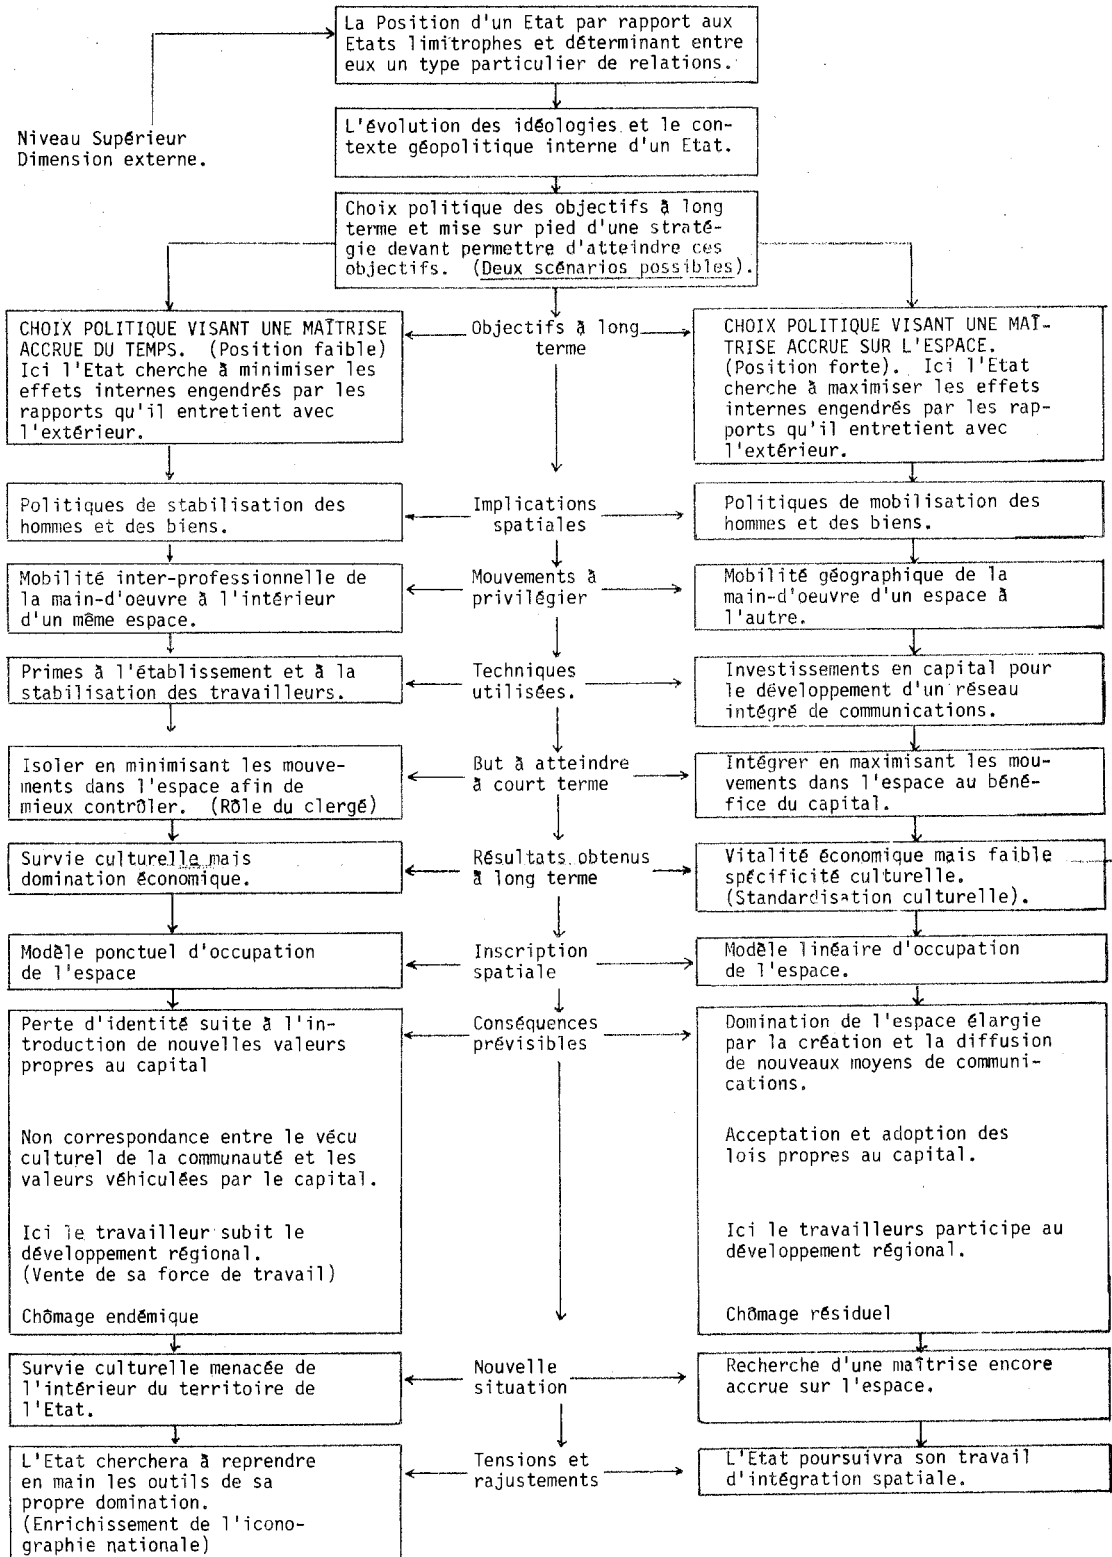 La Position d'un Etat par rapport aux
Etats limitrophes et déterminant entre
eux un type particulier de relations.
Niveau Supérieur
Dimension externe.
L'évolution des idéologies et le con-
texte géopolitique interne d'un Etat.
Choix politique des objectifs à long
terme et mise sur pied d'une straté-
gie devant permettre d'atteindre ces
objectifs. (Deux scénarios possibles).
CHOIX POLITIQUE VISANT UNE MAÎTRISE
ACCRUE DU TEMPS. (Position faible)
Ici l'Etat cherche à minimiser les
effets internes engendrés par les
rapports qu'il entretient avec
l'extérieur.
Objectifs à long
terme
CHOIX POLITIQUE VISANT UNE MAÎ-
TRISE ACCRUE SUR L'ESPACE.
(Position forte). Ici l'Etat
cherche à maximiser les effets
internes engendrés par les rap-
ports qu'il entretient avec
l'extérieur.
Politiques de stabilisation des
hommes et des biens.
Implications
spatiales
Politiques de mobilisation des
hommes et des biens.
Mobilité inter-professionnelle de
la main-d'oeuvre à l'intérieur
d'un même espace.
Mouvements à
privilégier
Mobilité géographique de la
main-d'oeuvre d'un espace à
l'autre.
Primes à l'établissement et à la
stabilisation des travailleurs.
Techniques
utilisées.
Investissements en capital pour
le développement d'un réseau
intégré de communications.
Isoler en minimisant les mouve-
ments dans l'espace afin de
mieux contrôler. (Rôle du clergé)
But à atteindre
à court terme
Intégrer en maximisant les mou-
vements dans l'espace au béné-
fice du capital.
Survie culturelle mais
domination économique.
Résultats obtenus
à long terme
Vitalité économique mais faible
spécificité culturelle.
(Standardisation culturelle).
Modèle ponctuel d'occupation
de l'espace
Inscription
spatiale
Modèle linéaire d'occupation
de l'espace.
Perte d'identité suite à l'in-
troduction de nouvelles valeurs
propres au capital
Non correspondance entre le vécu
culturel de la communauté et les
valeurs véhiculées par le capital.
Ici le travailleur subit le
développement régional.
(Vente de sa force de travail)
Chômage endémique
Conséquences
prévisibles
Domination de l'espace élargie
par la création et la diffusion
de nouveaux moyens de communi-
cations.
Acceptation et adoption des
lois propres au capital.
Ici le travailleurs participe au
développement régional.
Chômage résiduel
Survie culturelle menacée de
l'intérieur du territoire de
l'Etat.
Nouvelle
situation
Recherche d'une maîtrise encore
accrue sur l'espace.
L'Etat cherchera à reprendre
en main les outils de sa
propre domination.
(Enrichissement de l'icono-
graphie nationale)
Tensions et
rajustements
L'Etat poursuivra son travail
d'intégration spatiale.